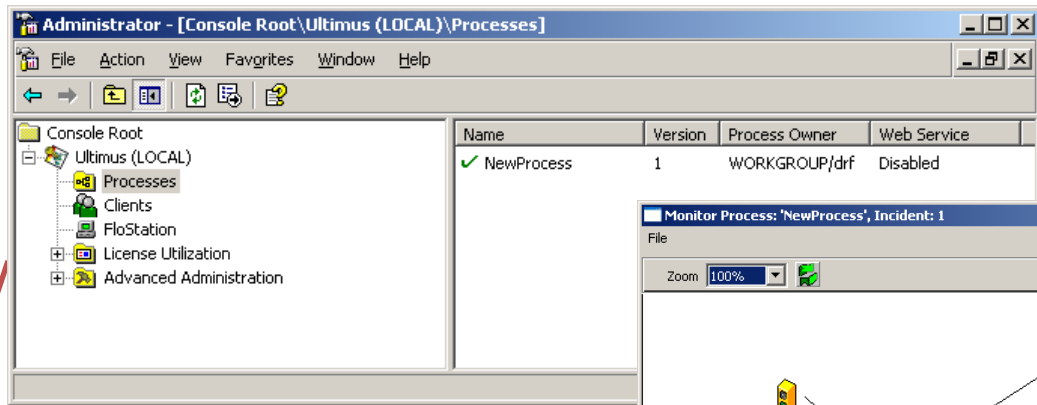 Administrator - [Console Root\Ultimus (LOCAL)\Processes]
File Action View Favorites Window Help
Console Root
Ultimus (LOCAL)
Processes
Clients
FloStation
License Utilization
Advanced Administration
Name Version Process Owner Web Service
NewProcess 1 WORKGROUP/drf Disabled
Monitor Process: 'NewProcess', Incident: 1
File
Zoom 100%